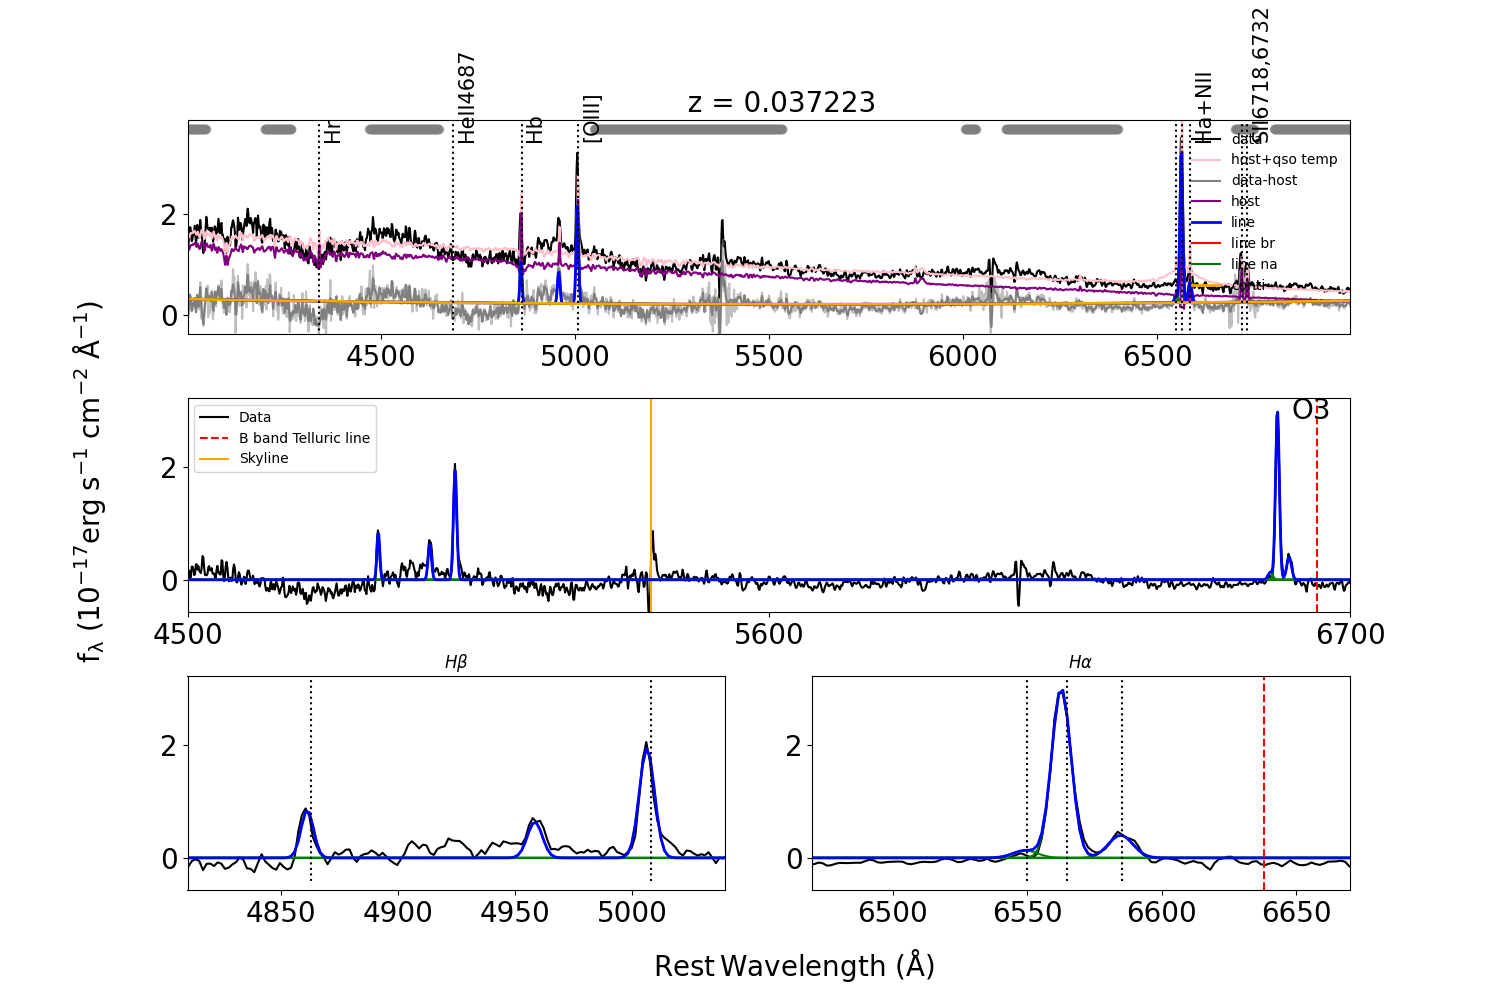 z = 0.037223
Hr
HeII4687
Hb
[OIII]
Ha+NII
SII6718,6732
data
host+qso temp
data-host
host
line
line br
line na
2
0
4500
5000
5500
6000
6500
f_λ (10⁻¹⁷erg s⁻¹ cm⁻² Å⁻¹)
Data
B band Telluric line
Skyline
O3
2
0
4500
5600
6700
Hβ
2
0
4850
4900
4950
5000
Hα
2
0
6500
6550
6600
6650
Rest Wavelength (Å)